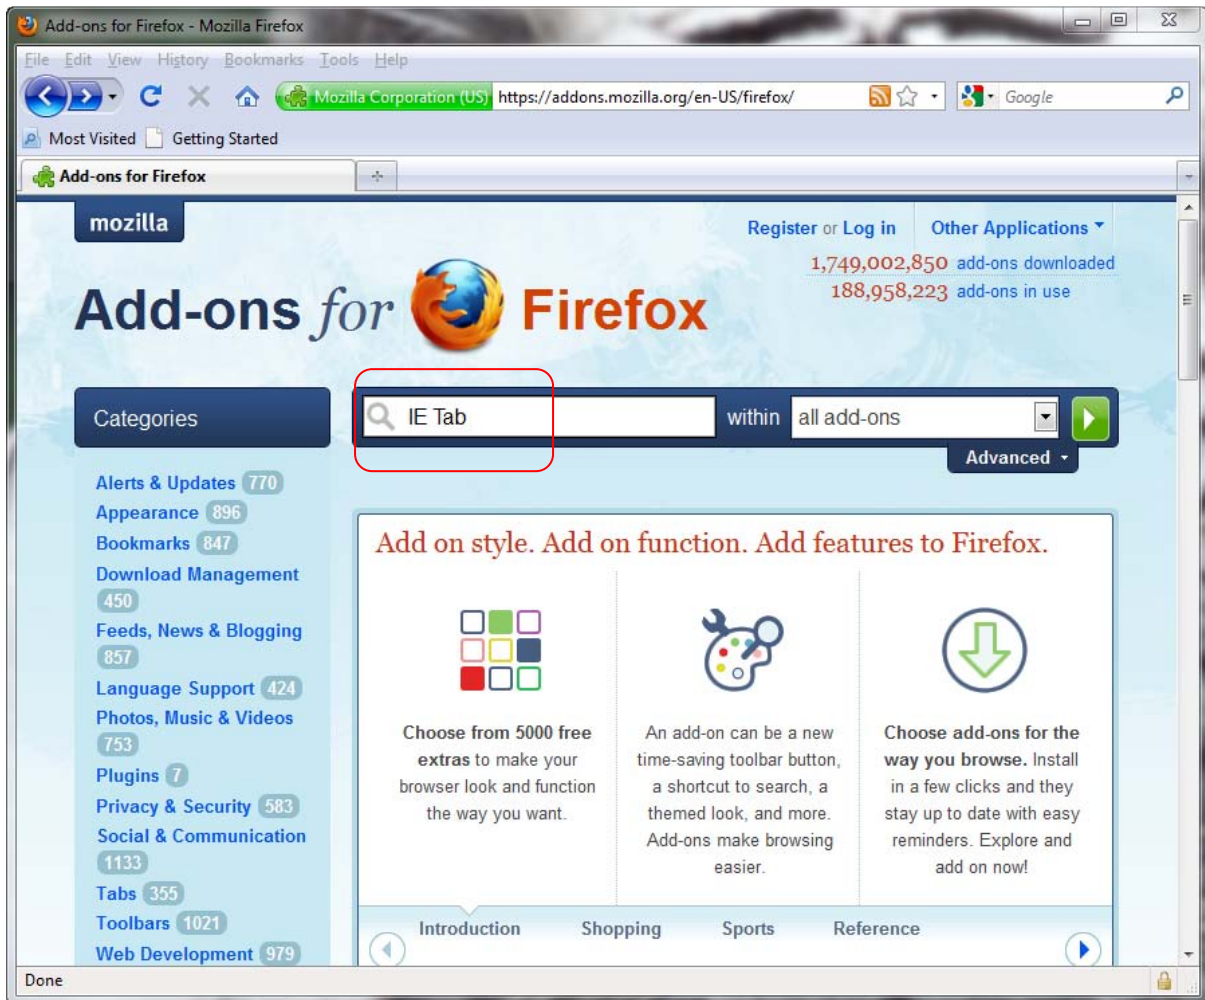 Add-ons for Firefox - Mozilla Firefox
File Edit View History Bookmarks Tools Help
Mozilla Corporation (US) https://addons.mozilla.org/en-US/firefox/ Google
Most Visited Getting Started
Add-ons for Firefox
mozilla
Register or Log in Other Applications
1,749,002,850 add-ons downloaded
188,958,223 add-ons in use
Add-ons for Firefox
Categories
IE Tab within all add-ons
Advanced
Alerts & Updates 770
Appearance 896
Bookmarks 847
Download Management
450
Feeds, News & Blogging
857
Language Support 424
Photos, Music & Videos
753
Plugins 7
Privacy & Security 583
Social & Communication
1133
Tabs 355
Toolbars 1021
Web Development 979
Add on style. Add on function. Add features to Firefox.
Choose from 5000 free
extras to make your
browser look and function
the way you want.
An add-on can be a new
time-saving toolbar button,
a shortcut to search, a
themed look, and more.
Add-ons make browsing
easier.
Choose add-ons for the
way you browse. Install
in a few clicks and they
stay up to date with easy
reminders. Explore and
add on now!
Introduction Shopping Sports Reference
Done